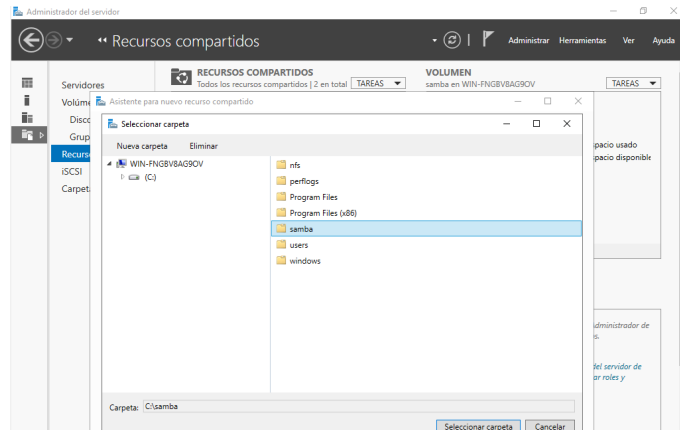 Administrador del servidor
Recursos compartidos
Administrar Herramientas Ver Ayuda
Servidores
Volúme
Disco
Grup
Recurs
iSCSI
Carpet
RECURSOS COMPARTIDOS
Todos los recursos compartidos | 2 en total TAREAS
VOLUMEN
samba en WIN-FNGBV8AG9OV TAREAS
Asistente para nuevo recurso compartido
Seleccionar carpeta
Nueva carpeta Eliminar
WIN-FNGBV8AG9OV
(C:)
nfs
perflogs
Program Files
Program Files (x86)
samba
users
windows
pacio usado
pacio disponible
dministrador de
s.
del servidor de
ar roles y
Carpeta: C:\samba
Seleccionar carpeta Cancelar